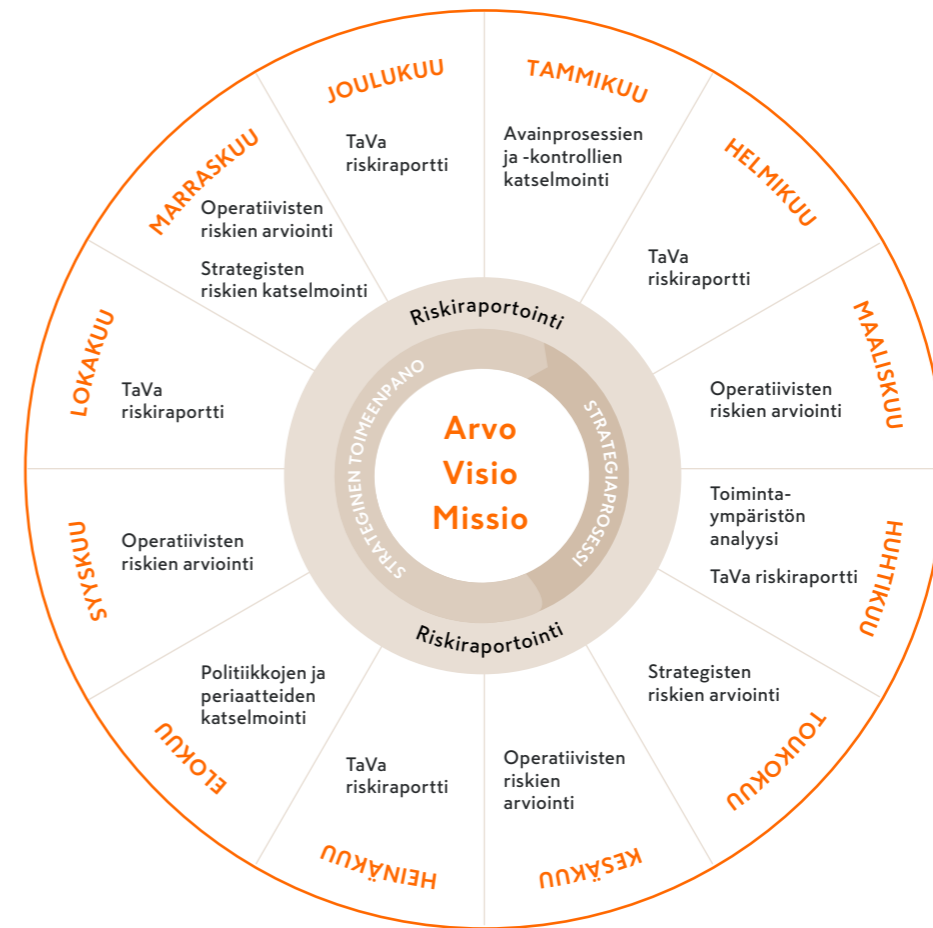 TAMMIKUU
Avainprosessien
ja -kontrollien
katselmointi
HELMIKUU
TaVa
riskiraportti
MAALISKUU
Operatiivisten
riskien arviointi
HUHTIKUU
Toiminta-
ympäristön
analyysi
TaVa riskiraportti
TOUKOKUU
Strategisten
riskien arviointi
KESÄKUU
Operatiivisten
riskien
arviointi
HEINÄKUU
TaVa
riskiraportti
ELOKUU
Politiikkojen ja
periaatteiden
katselmointi
SYYSKUU
Operatiivisten
riskien arviointi
LOKAKUU
TaVa
riskiraportti
MARRASKUU
Operatiivisten
riskien arviointi
Strategisten
riskien katselmointi
JOULUKUU
TaVa
riskiraportti
Riskiraportointi
STRATEGINEN TOIMEENPANO
STRATEGIAPROSESSI
Arvo
Visio
Missio
Riskiraportointi